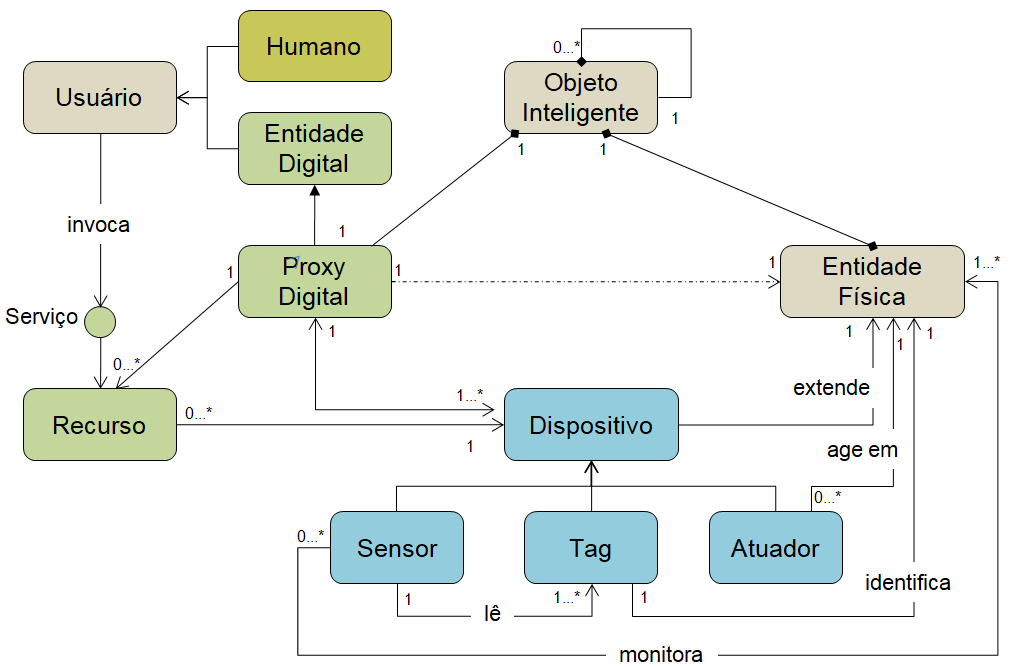 Humano
0...*
Objeto
Inteligente
1
Usuário
Entidade
Digital
1
1
invoca
1
Proxy
Digital
1
1
1
Entidade
Física
1...*
Serviço
1
1
1
1
0...*
extende
1...*
Recurso
0...*
1
Dispositivo
age em
0...*
0...*
Sensor
Tag
Atuador
identifica
1
lê
1...*
1
monitora